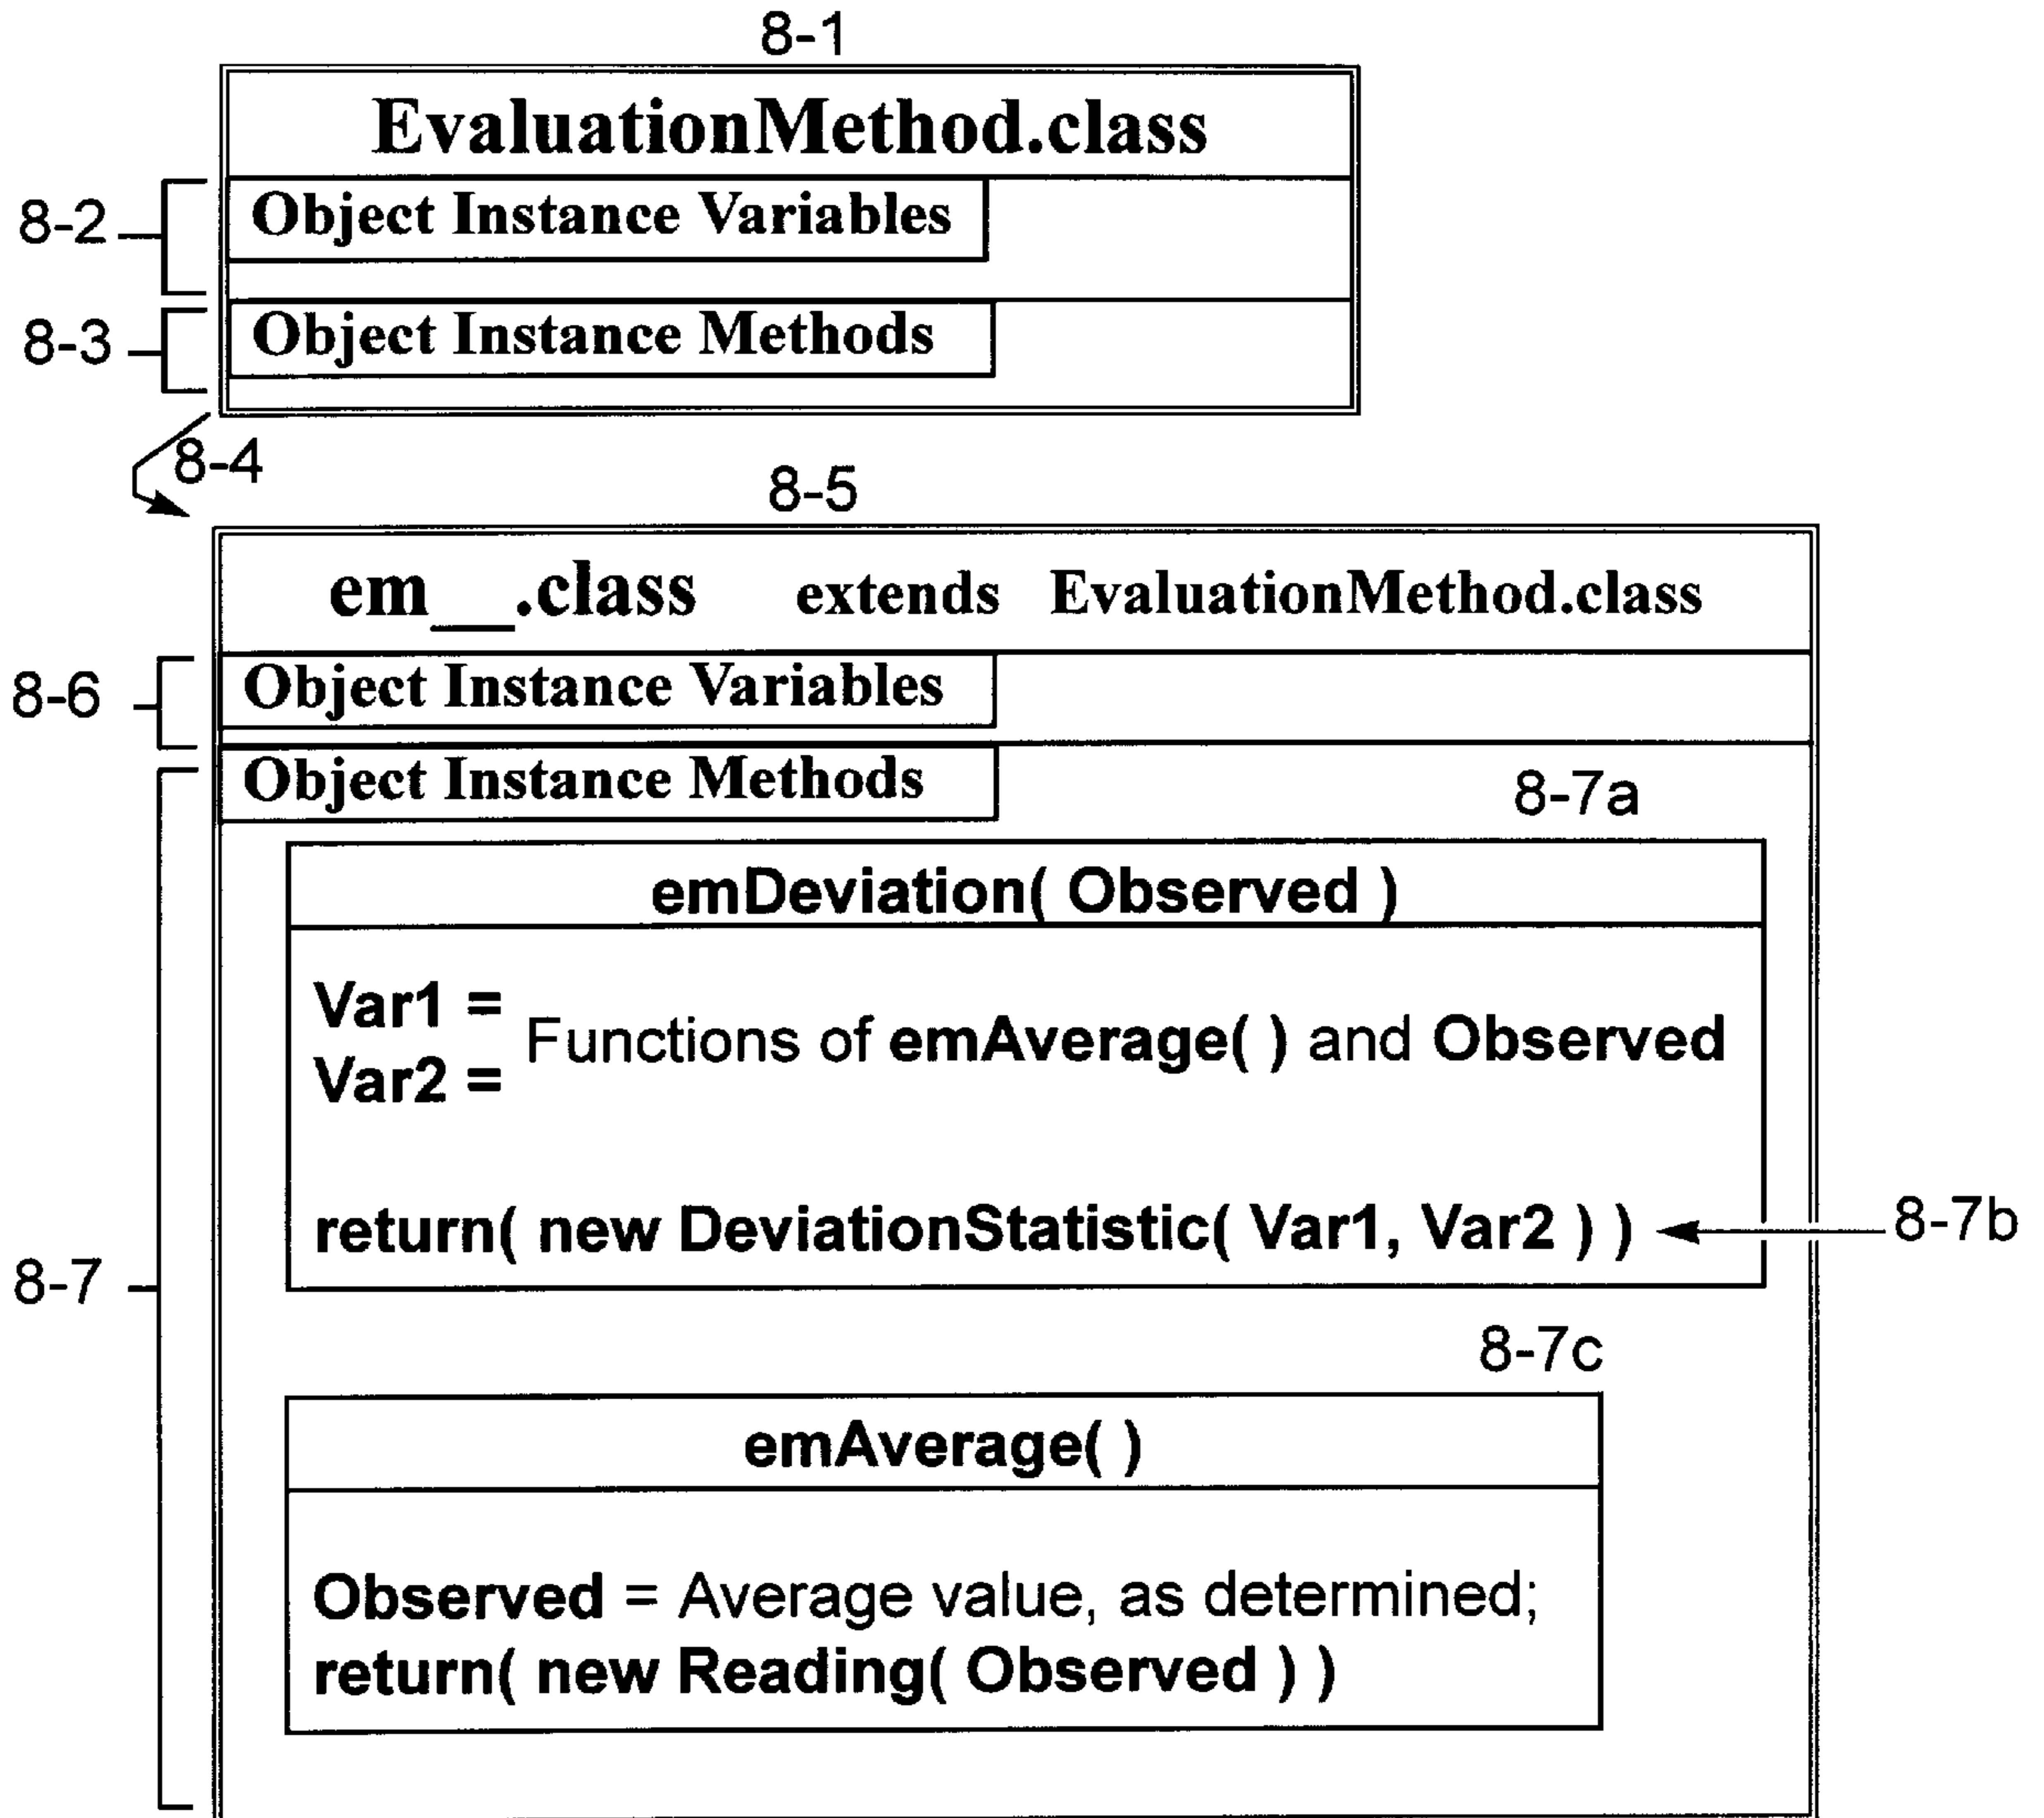 8-1
EvaluationMethod.class
8-2
Object Instance Variables
8-3
Object Instance Methods
8-4
8-5
em__.class extends EvaluationMethod.class
8-6
Object Instance Variables
8-7
Object Instance Methods
8-7a
emDeviation( Observed )
Var1 =
Var2 =
Functions of emAverage( ) and Observed
return( new DeviationStatistic( Var1, Var2 ) )
8-7b
8-7c
emAverage( )
Observed = Average value, as determined;
return( new Reading( Observed ) )